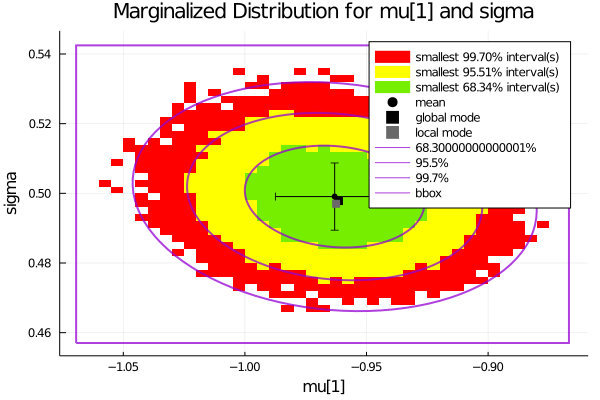 Marginalized Distribution for mu[1] and sigma
0.54
smallest 99.70% interval(s)
smallest 95.51% interval(s)
smallest 68.34% interval(s)
mean
global mode
local mode
68.30000000000001%
95.5%
99.7%
bbox
0.52
0.50
0.48
0.46
sigma
−1.05
−1.00
−0.95
−0.90
mu[1]